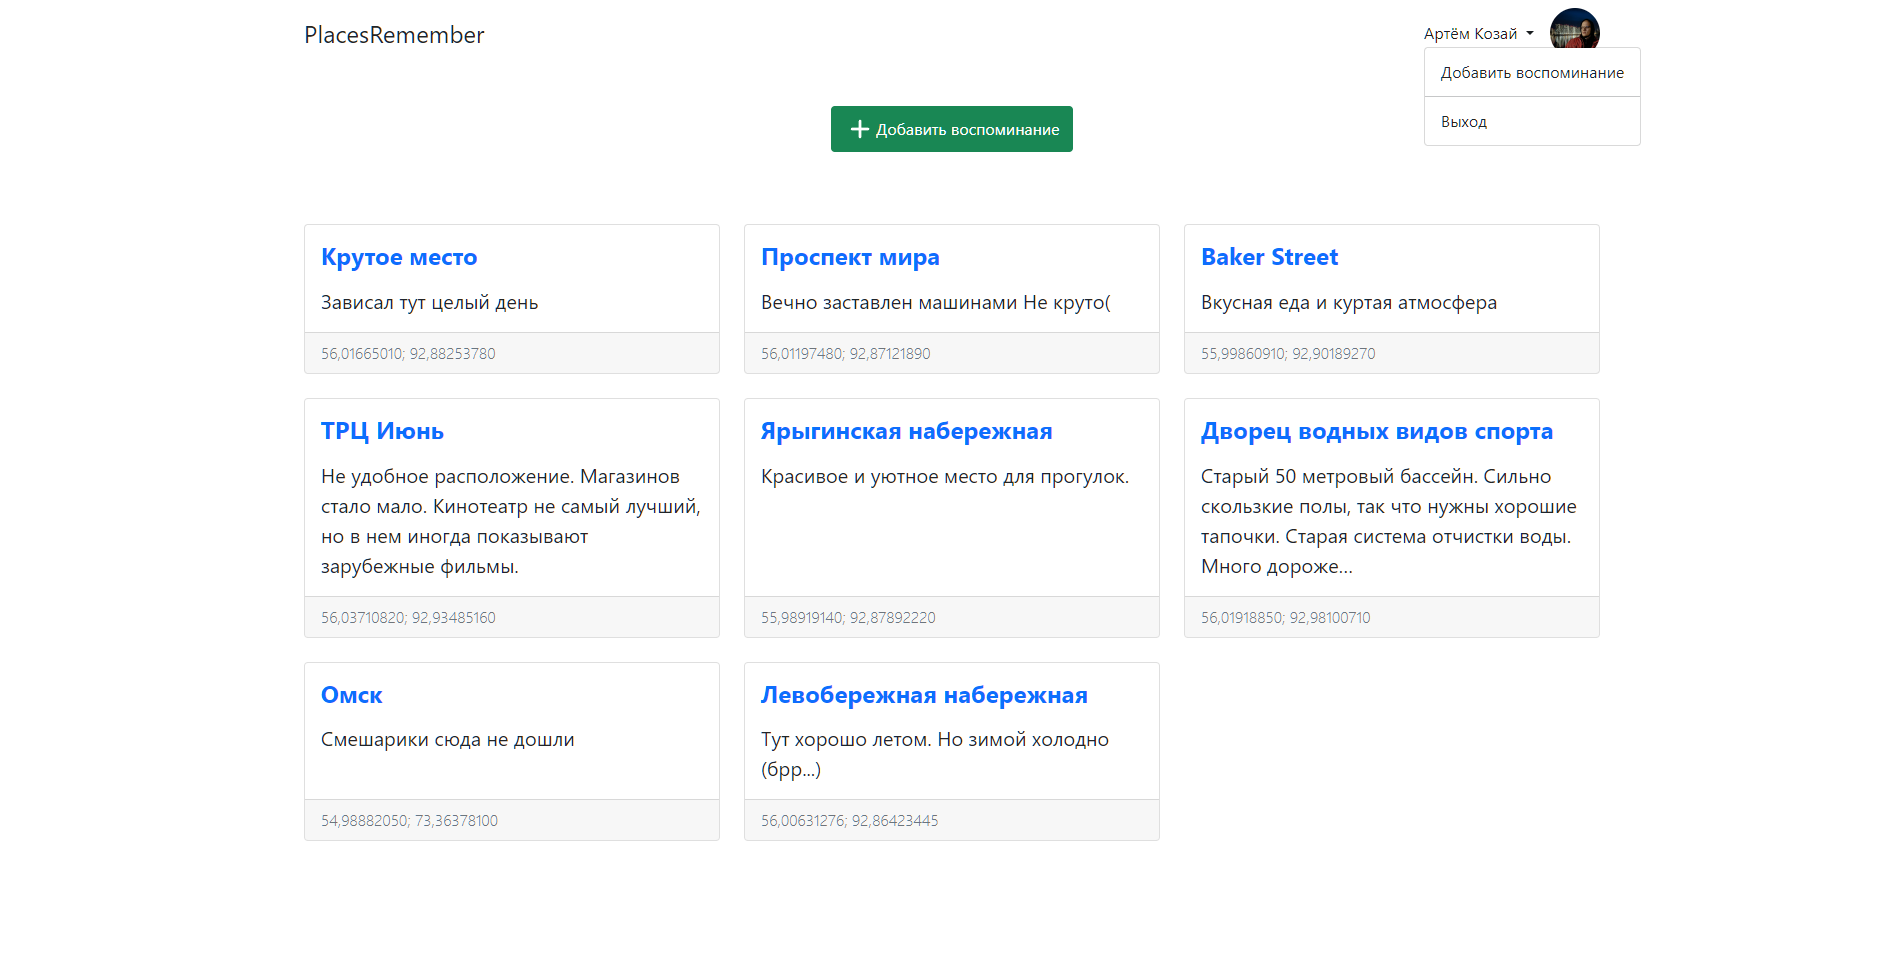 PlacesRemember
Артём Козай
Добавить воспоминание
Выход
Добавить воспоминание
Крутое место
Зависал тут целый день
56,01665010; 92,88253780
Проспект мира
Вечно заставлен машинами Не круто(
56,01197480; 92,87121890
Baker Street
Вкусная еда и куртая атмосфера
55,99860910; 92,90189270
ТРЦ Июнь
Не удобное расположение. Магазинов
стало мало. Кинотеатр не самый лучший,
но в нем иногда показывают
зарубежные фильмы.
56,03710820; 92,93485160
Ярыгинская набережная
Красивое и уютное место для прогулок.
55,98919140; 92,87892220
Дворец водных видов спорта
Старый 50 метровый бассейн. Сильно
скользкие полы, так что нужны хорошие
тапочки. Старая система отчистки воды.
Много дороже...
56,01918850; 92,98100710
Омск
Смешарики сюда не дошли
54,98882050; 73,36378100
Левобережная набережная
Тут хорошо летом. Но зимой холодно
(брр...)
56,00631276; 92,86423445